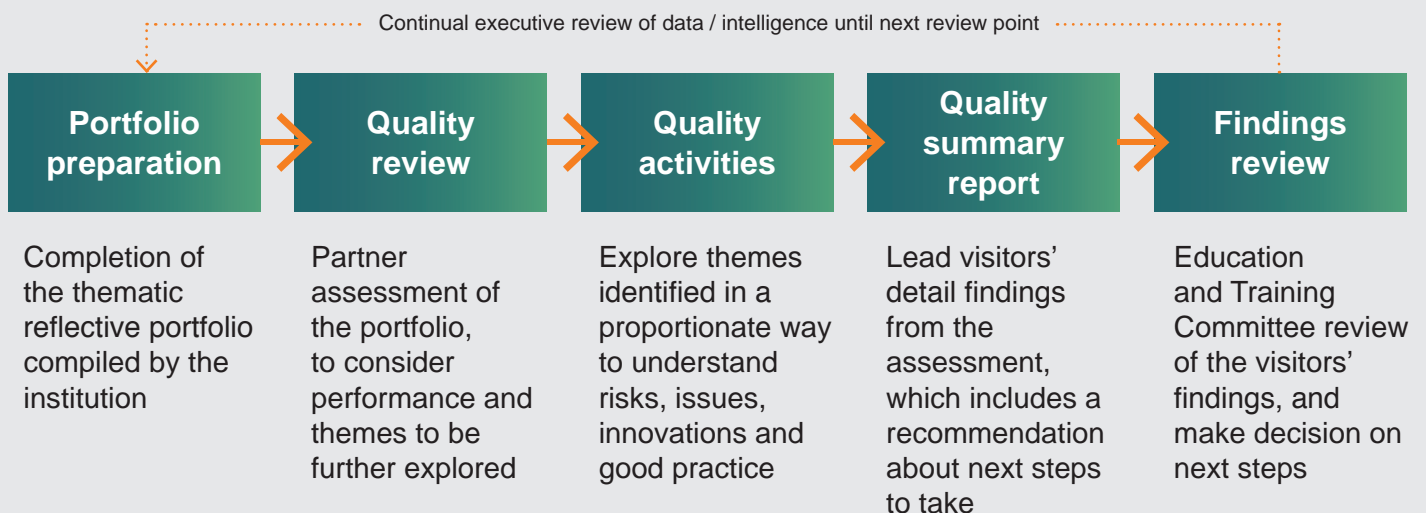 Continual executive review of data / intelligence until next review point
Portfolio
preparation
Quality
review
Quality
activities
Quality
summary
report
Findings
review
Completion of
the thematic
reflective portfolio
compiled by the
institution
Partner
assessment of
the portfolio,
to consider
performance and
themes to be
further explored
Explore themes
identified in a
proportionate way
to understand
risks, issues,
innovations and
good practice
Lead visitors’
detail findings
from the
assessment,
which includes a
recommendation
about next steps
to take
Education
and Training
Committee review
of the visitors’
findings, and
make decision on
next steps